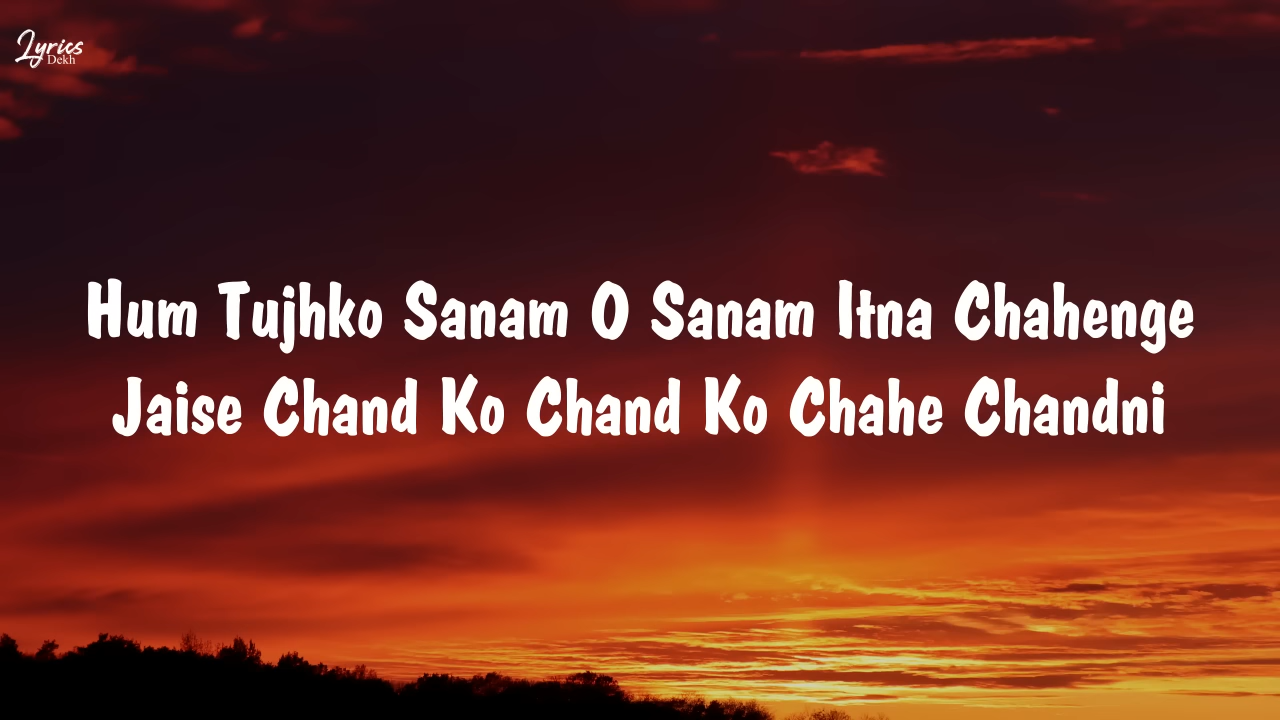 Lyrics
Dekh
Hum Tujhko Sanam O Sanam Itna Chahenge
Jaise Chand Ko Chand Ko Chahe Chandni